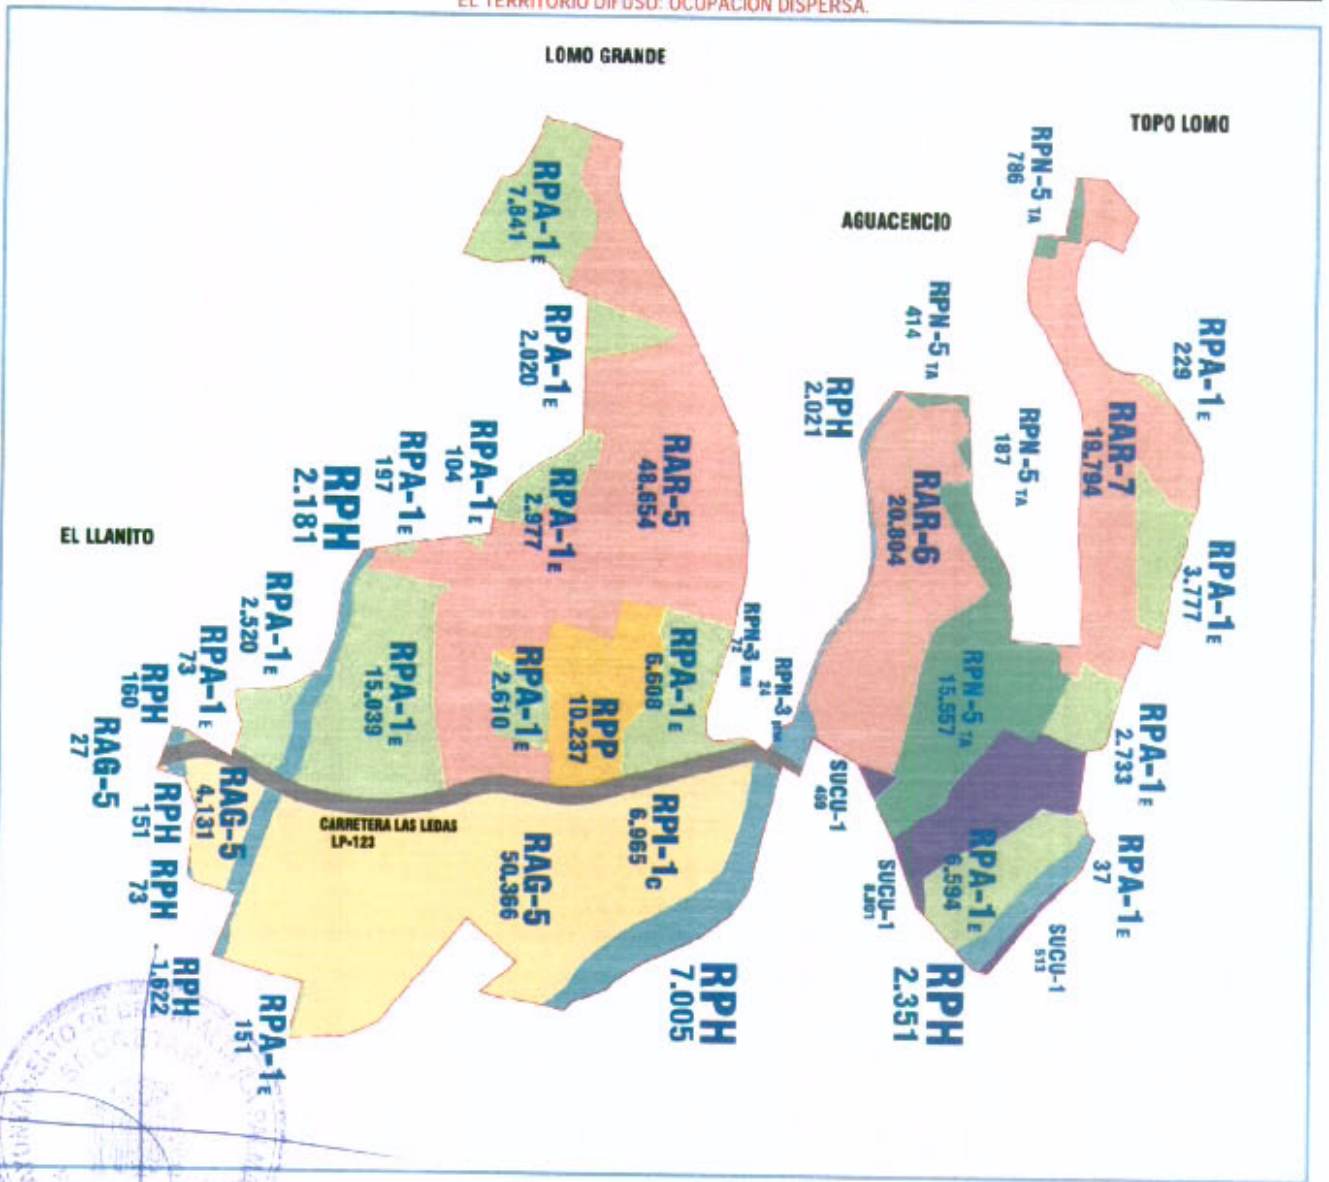 EL TERRITORIO DIFUSO: OCUPACIÓN DISPERSA.
LOMO GRANDE
TOPO LOMO
AGUACENCIO
EL LLANITO
RPN-5 TA
786
RPA-1 E
7.841
RPA-1 E
2.020
RPN-5 TA
414
RPA-1 E
229
RPH
2.021
RAR-7
19.794
RPN-5 TA
187
RPA-1 E
104
RPA-1 E
197
RPH
2.181
RPA-1 E
2.977
RAR-5
48.654
RAR-6
20.804
RPA-1 E
3.777
RPA-1 E
2.520
RPA-1 E
73
RPH
160
RAG-5
27
RPA-1 E
15.039
RPA-1 E
2.610
RPP
10.237
RPA-1 E
6.608
RPN-3
72
RPN-3
24
RPN-5 TA
15.557
RPA-1 E
2.733
RAG-5
4.131
RPH
151
RPH
73
CARRETERA LAS LEDAS
LP-123
RAG-5
50.366
RPI-1 C
6.965
SUCU-1
459
SUCU-1
RPA-1 E
6.594
RPA-1 E
37
SUCU-1
513
RPH
1.622
RPA-1 E
151
RPH
7.005
RPH
2.351